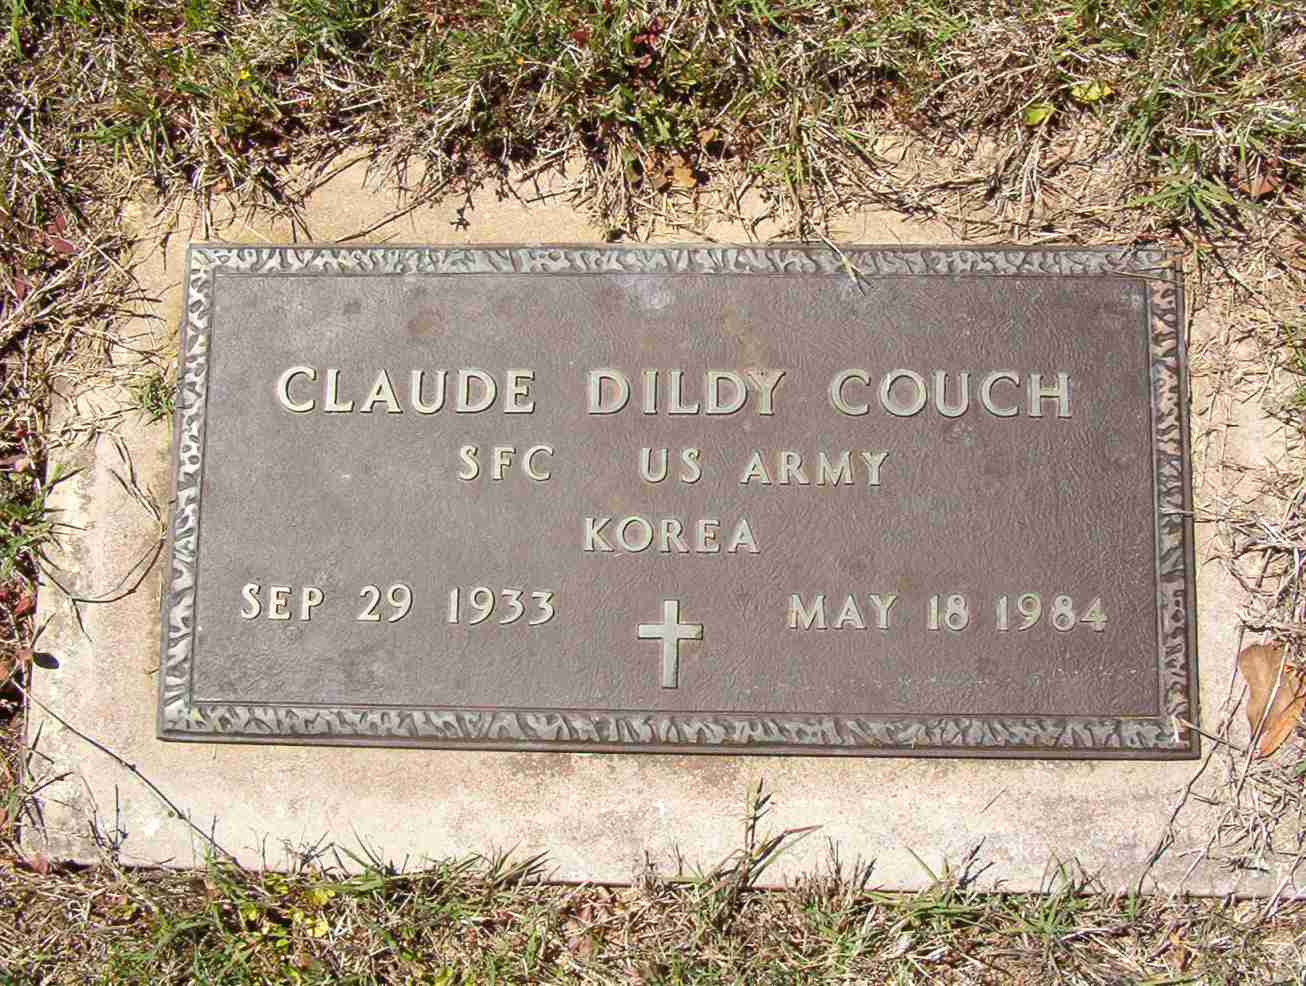 CLAUDE DILDY COUCH
SFC US ARMY
KOREA
SEP 29 1933 MAY 18 1984